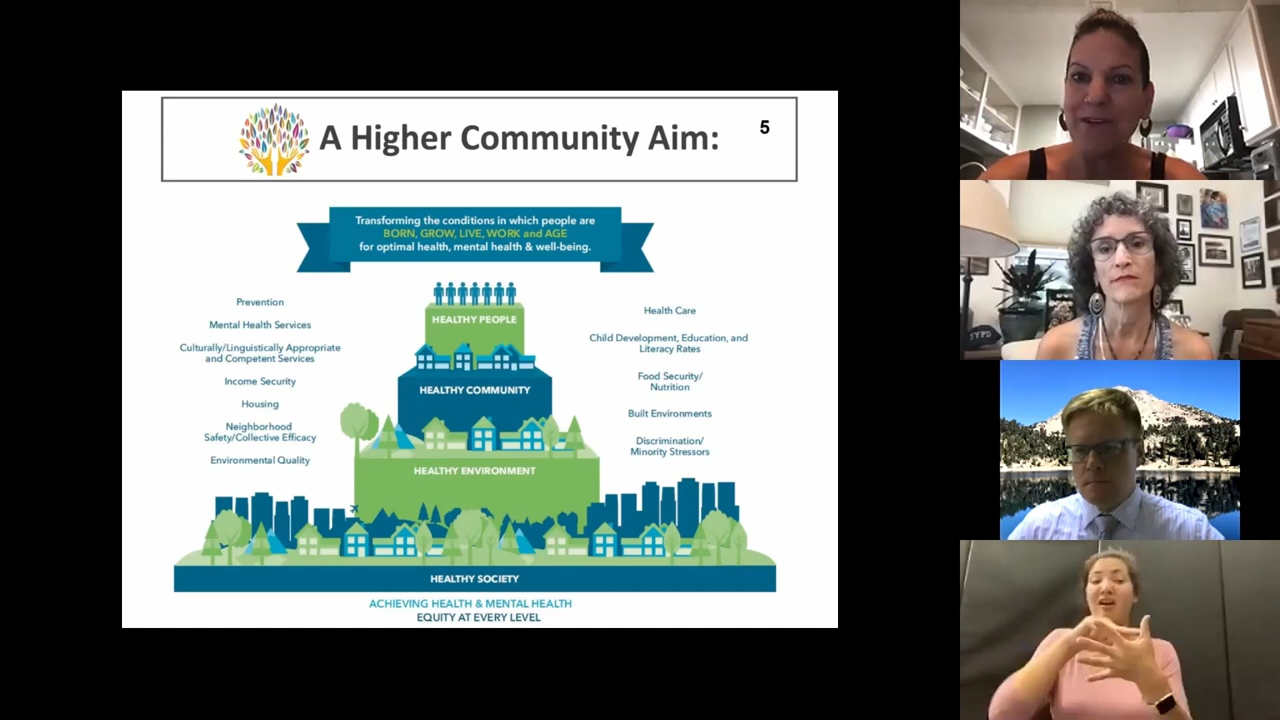 A Higher Community Aim:
5
Transforming the conditions in which people are
BORN, GROW, LIVE, WORK and AGE
for optimal health, mental health & well-being.
Prevention
Mental Health Services
Culturally/Linguistically Appropriate
and Competent Services
Income Security
Housing
Neighborhood
Safety/Collective Efficacy
Environmental Quality
HEALTHY PEOPLE
HEALTHY COMMUNITY
HEALTHY ENVIRONMENT
Health Care
Child Development, Education, and
Literacy Rates
Food Security/
Nutrition
Built Environments
Discrimination/
Minority Stressors
HEALTHY SOCIETY
ACHIEVING HEALTH & MENTAL HEALTH
EQUITY AT EVERY LEVEL